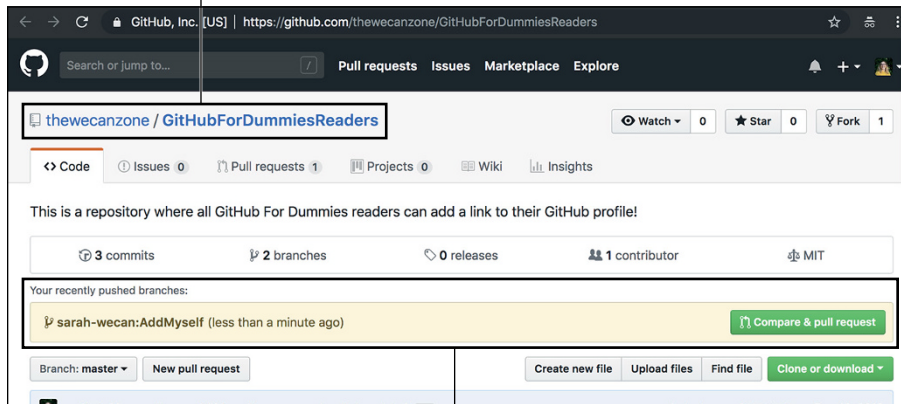 GitHub, Inc. [US] | https://github.com/thewecanzone/GitHubForDummiesReaders
Search or jump to... / Pull requests Issues Marketplace Explore
thewecanzone / GitHubForDummiesReaders Watch 0 Star 0 Fork 1
Code Issues 0 Pull requests 1 Projects 0 Wiki Insights
This is a repository where all GitHub For Dummies readers can add a link to their GitHub profile!
3 commits 2 branches 0 releases 1 contributor MIT
Your recently pushed branches:
sarah-wecan:AddMyself (less than a minute ago) Compare & pull request
Branch: master New pull request Create new file Upload files Find file Clone or download